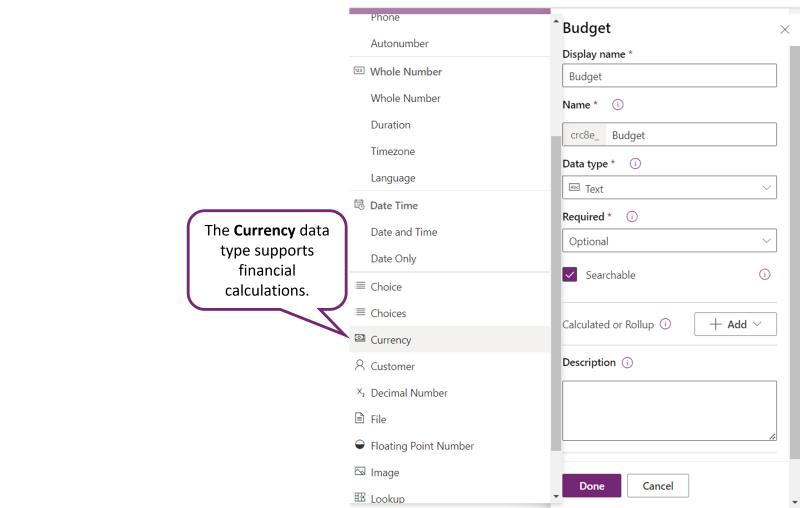 The Currency data
type supports
financial
calculations.
Phone
Autonumber
Whole Number
Whole Number
Duration
Timezone
Language
Date Time
Date and Time
Date Only
Choice
Choices
Currency
Customer
Decimal Number
File
Floating Point Number
Image
Lookup
Budget
Display name *
Budget
Name *
crc8e_ Budget
Data type *
Abc Text
Required *
Optional
Searchable
Calculated or Rollup
Add
Description
Done Cancel